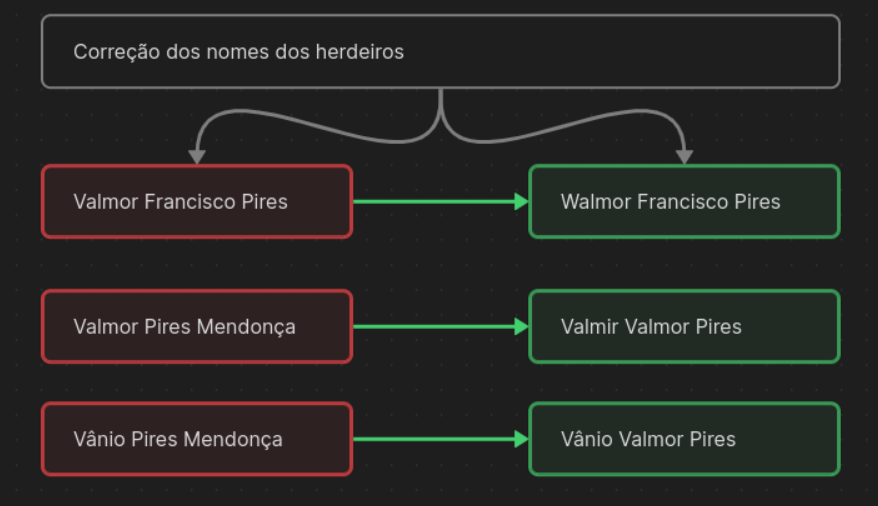 Correção dos nomes dos herdeiros
Valmor Francisco Pires
Walmor Francisco Pires
Valmor Pires Mendonça
Valmir Valmor Pires
Vânio Pires Mendonça
Vânio Valmor Pires